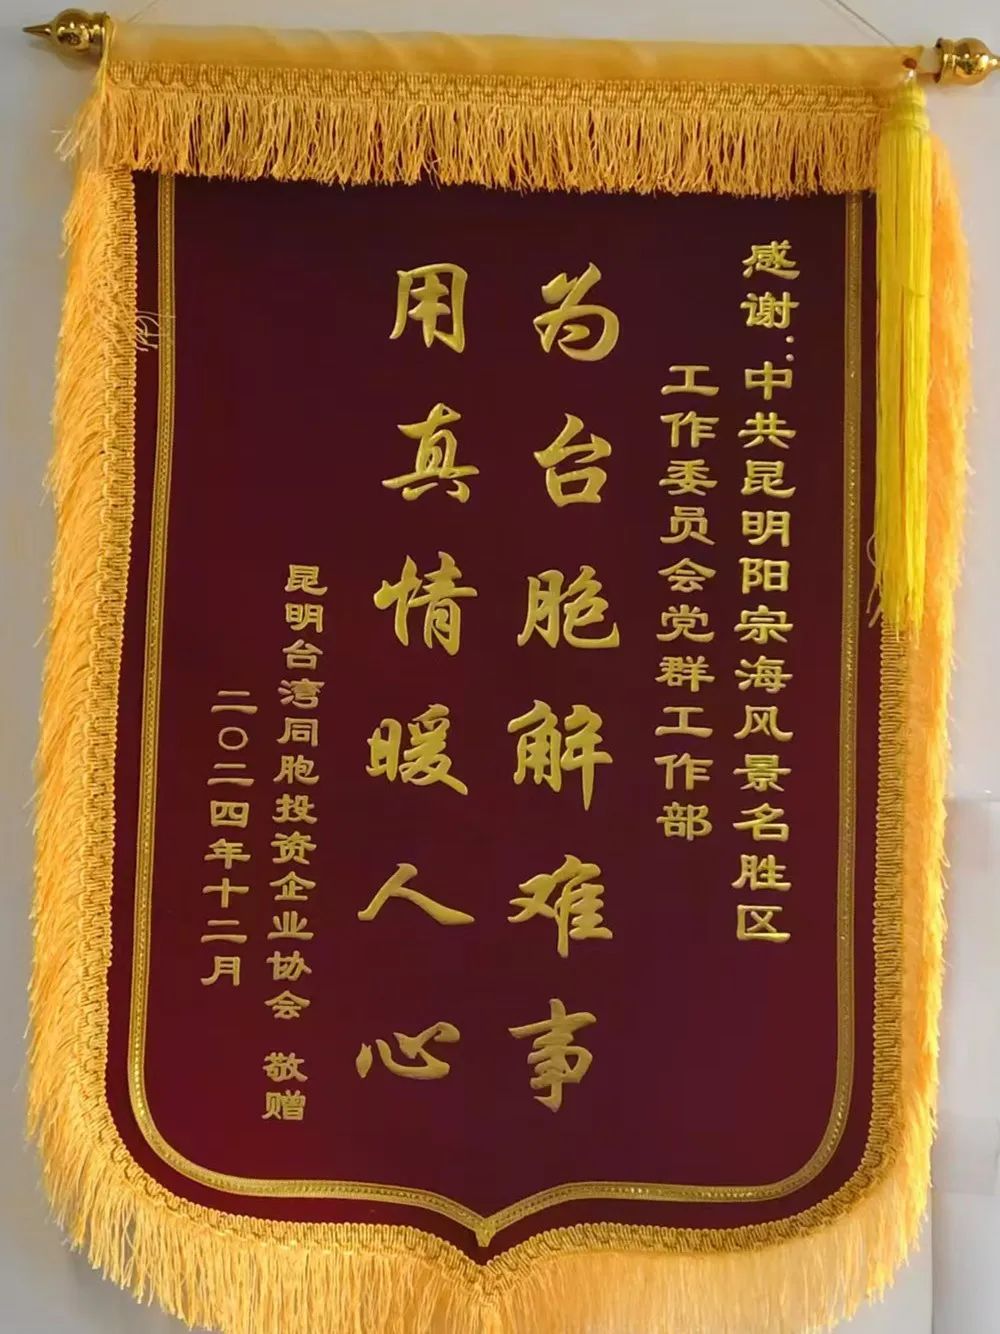 感谢：中共昆明阳宗海风景名胜区
工作委员会党群工作部
为台胞解难事
用真情暖人心
昆明台湾同胞投资企业协会 敬赠
二〇二四年十二月